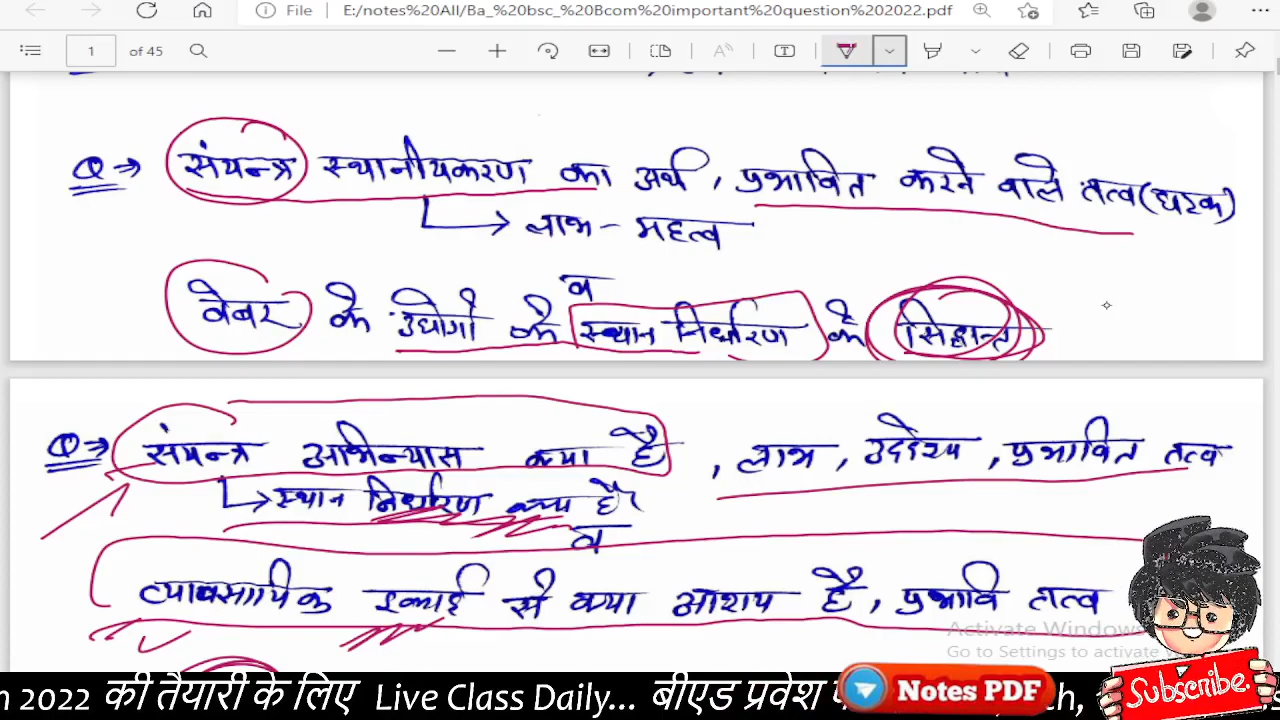 File E:/notes%20All/Ba_%20bsc_%20Bcom%20important%20question%202022.pdf
1 of 45
Q → संयन्त्र स्थानीयकरण का अर्थ, प्रभावित करने वाले तत्व (घटक)
→ लाभ - महत्व
व
वेबर के उद्योगो के स्थान निर्धारण के सिद्धान्त
Q → संयन्त्र अभिन्यास क्या है, लाभ, उद्देश्य, प्रभावित तत्व
→ स्थान निर्धारण क्या है।
व
व्यावसायिक इकाई से क्या आशय है, प्रभावि तत्व
Activate Windows
Go to Settings to activate
2022 की तैयारी के लिए Live Class Daily... बीएड प्रवेश
Notes PDF
Subscribe